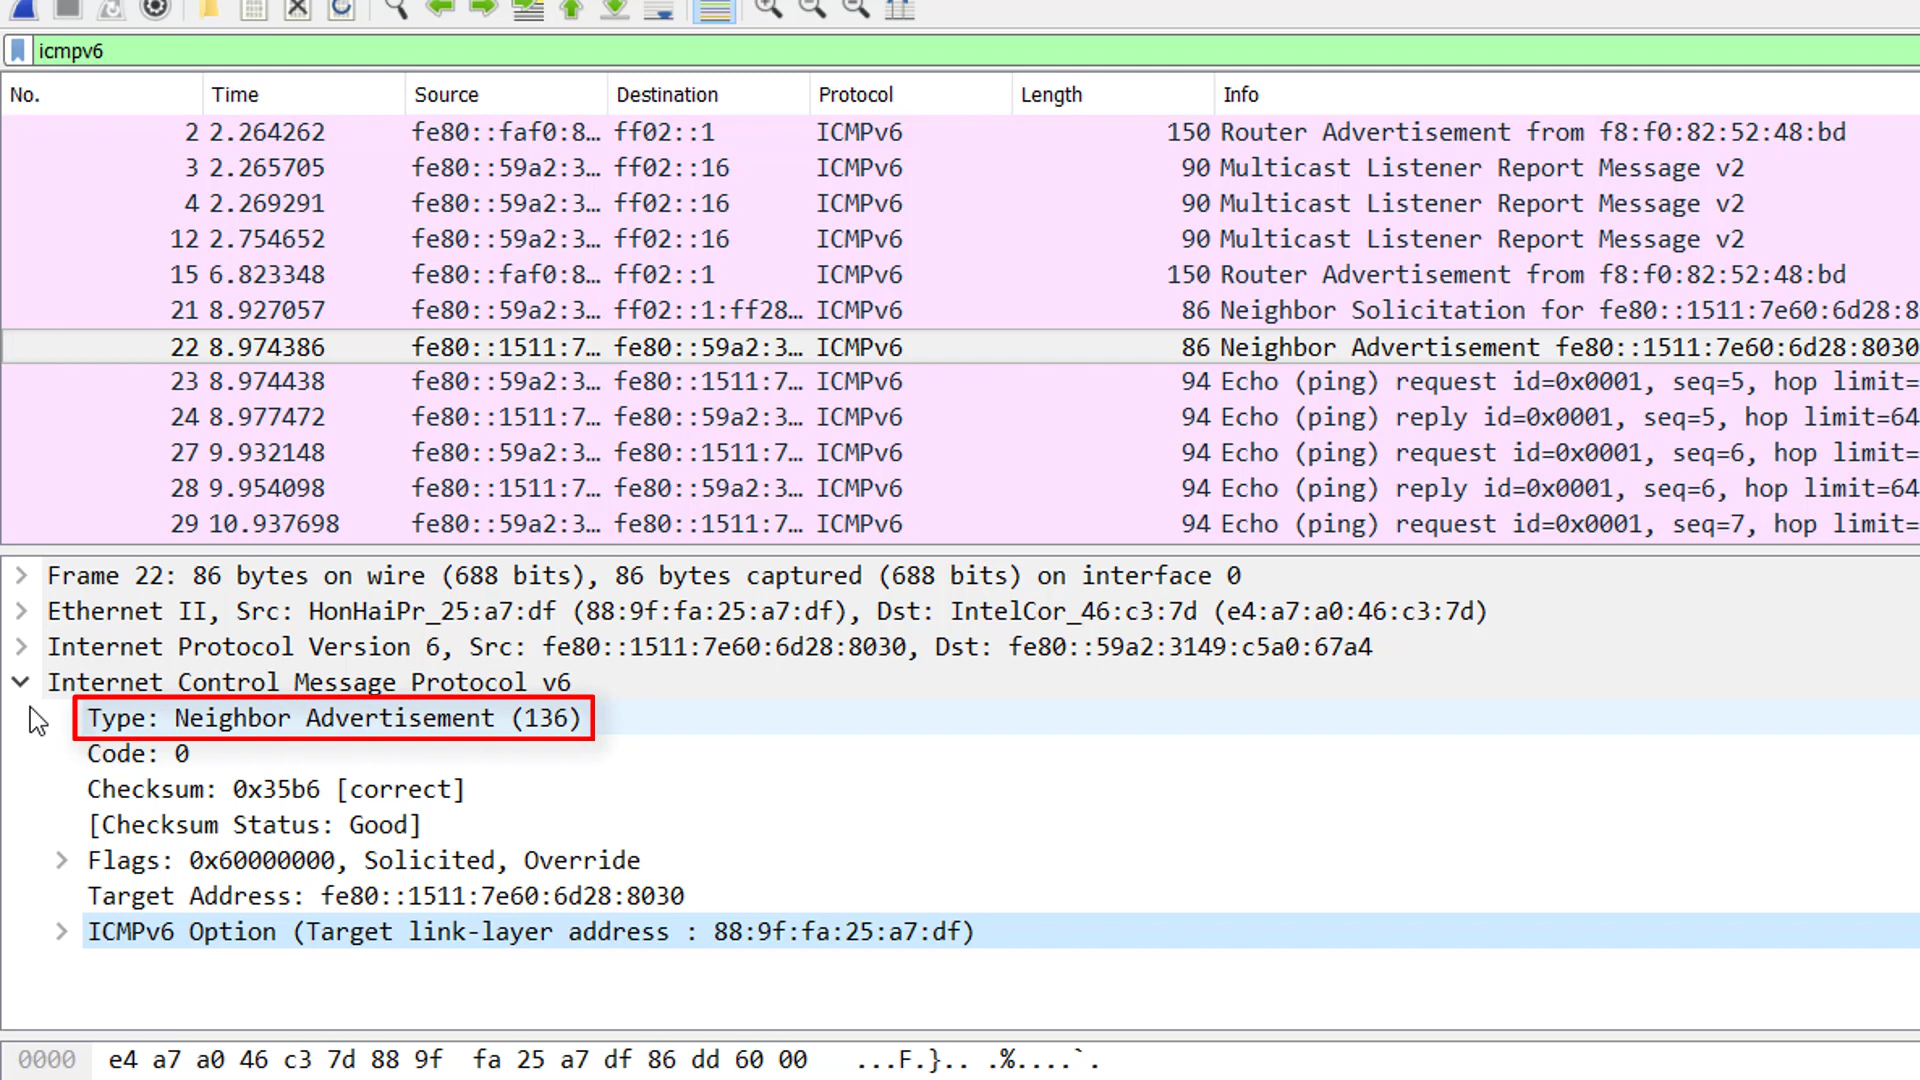 icmpv6
No. Time Source Destination Protocol Length Info
2 2.264262 fe80::faf0:8… ff02::1 ICMPv6 150 Router Advertisement from f8:f0:82:52:48:bd
3 2.265705 fe80::59a2:3… ff02::16 ICMPv6 90 Multicast Listener Report Message v2
4 2.269291 fe80::59a2:3… ff02::16 ICMPv6 90 Multicast Listener Report Message v2
12 2.754652 fe80::59a2:3… ff02::16 ICMPv6 90 Multicast Listener Report Message v2
15 6.823348 fe80::faf0:8… ff02::1 ICMPv6 150 Router Advertisement from f8:f0:82:52:48:bd
21 8.927057 fe80::59a2:3… ff02::1:ff28… ICMPv6 86 Neighbor Solicitation for fe80::1511:7e60:6d28:8
22 8.974386 fe80::1511:7… fe80::59a2:3… ICMPv6 86 Neighbor Advertisement fe80::1511:7e60:6d28:8030
23 8.974438 fe80::59a2:3… fe80::1511:7… ICMPv6 94 Echo (ping) request id=0x0001, seq=5, hop limit=
24 8.977472 fe80::1511:7… fe80::59a2:3… ICMPv6 94 Echo (ping) reply id=0x0001, seq=5, hop limit=64
27 9.932148 fe80::59a2:3… fe80::1511:7… ICMPv6 94 Echo (ping) request id=0x0001, seq=6, hop limit=
28 9.954098 fe80::1511:7… fe80::59a2:3… ICMPv6 94 Echo (ping) reply id=0x0001, seq=6, hop limit=64
29 10.937698 fe80::59a2:3… fe80::1511:7… ICMPv6 94 Echo (ping) request id=0x0001, seq=7, hop limit=
Frame 22: 86 bytes on wire (688 bits), 86 bytes captured (688 bits) on interface 0
Ethernet II, Src: HonHaiPr_25:a7:df (88:9f:fa:25:a7:df), Dst: IntelCor_46:c3:7d (e4:a7:a0:46:c3:7d)
Internet Protocol Version 6, Src: fe80::1511:7e60:6d28:8030, Dst: fe80::59a2:3149:c5a0:67a4
Internet Control Message Protocol v6
Type: Neighbor Advertisement (136)
Code: 0
Checksum: 0x35b6 [correct]
[Checksum Status: Good]
Flags: 0x60000000, Solicited, Override
Target Address: fe80::1511:7e60:6d28:8030
ICMPv6 Option (Target link-layer address : 88:9f:fa:25:a7:df)
0000 e4 a7 a0 46 c3 7d 88 9f fa 25 a7 df 86 dd 60 00 ...F.}.. .%....`.